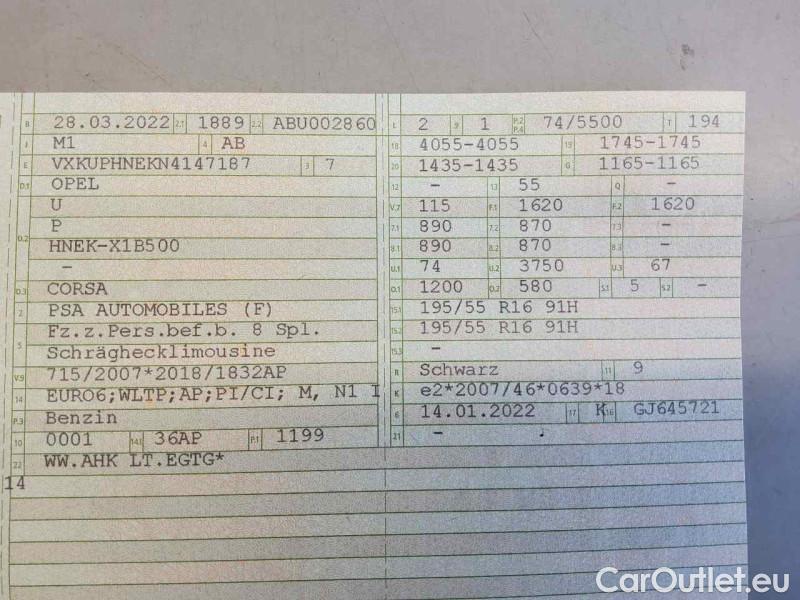 B 28.03.2022 2.1 1889 2.2 ABU002860
J M1 4 AB
E VXKUPHNEKN4147187 3 7
D.1 OPEL
U
D.2 P
HNEK-X1B500
-
D.3 CORSA
2 PSA AUTOMOBILES (F)
5 Fz.z.Pers.bef.b. 8 Spl.
Schräghecklimousine
V.9 715/2007*2018/1832AP
14 EURO6;WLTP;AP;PI/CI; M, N1 I
P.3 Benzin
10 0001 14.1 36AP P.1 1199
22 WW.AHK LT.EGTG*
14
L 2 9 1 P.2 P.4 74/5500 T 194
18 4055-4055 19 1745-1745
20 1435-1435 G 1165-1165
12 - 13 55 Q -
V.7 115 F.1 1620 F.2 1620
7.1 890 7.2 870 7.3 -
8.1 890 8.2 870 8.3 -
U.1 74 U.2 3750 U.3 67
O.1 1200 O.2 580 S.1 5 S.2 -
15.1 195/55 R16 91H
15.2 195/55 R16 91H
15.3 -
R Schwarz 11 9
K e2*2007/46*0639*18
6 14.01.2022 17 K 16 GJ645721
21 -
CarOutlet.eu